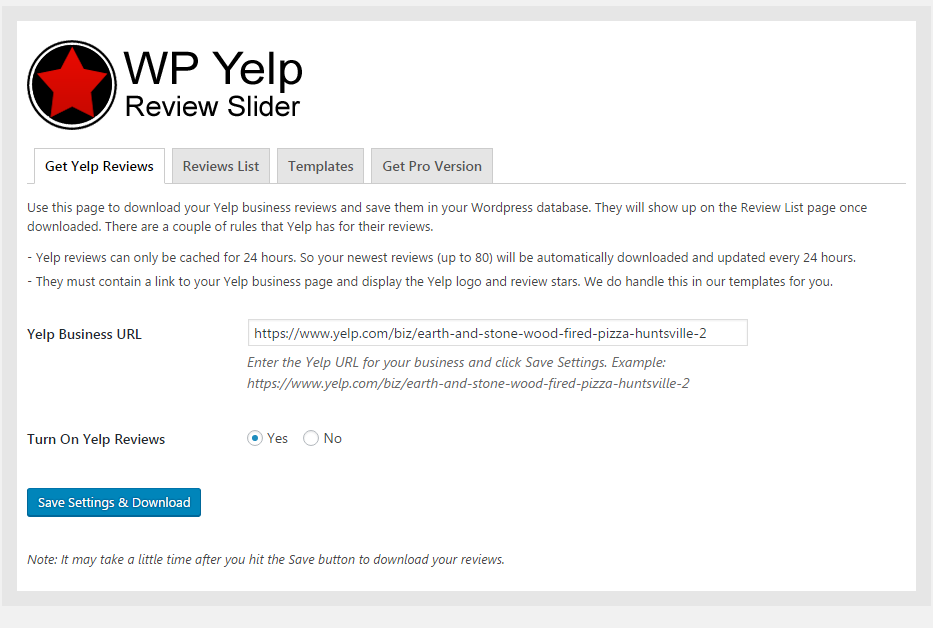 WP Yelp
Review Slider
Get Yelp Reviews Reviews List Templates Get Pro Version
Use this page to download your Yelp business reviews and save them in your Wordpress database. They will show up on the Review List page once
downloaded. There are a couple of rules that Yelp has for their reviews.
- Yelp reviews can only be cached for 24 hours. So your newest reviews (up to 80) will be automatically downloaded and updated every 24 hours.
- They must contain a link to your Yelp business page and display the Yelp logo and review stars. We do handle this in our templates for you.
Yelp Business URL https://www.yelp.com/biz/earth-and-stone-wood-fired-pizza-huntsville-2
Enter the Yelp URL for your business and click Save Settings. Example:
https://www.yelp.com/biz/earth-and-stone-wood-fired-pizza-huntsville-2
Turn On Yelp Reviews Yes No
Save Settings & Download
Note: It may take a little time after you hit the Save button to download your reviews.